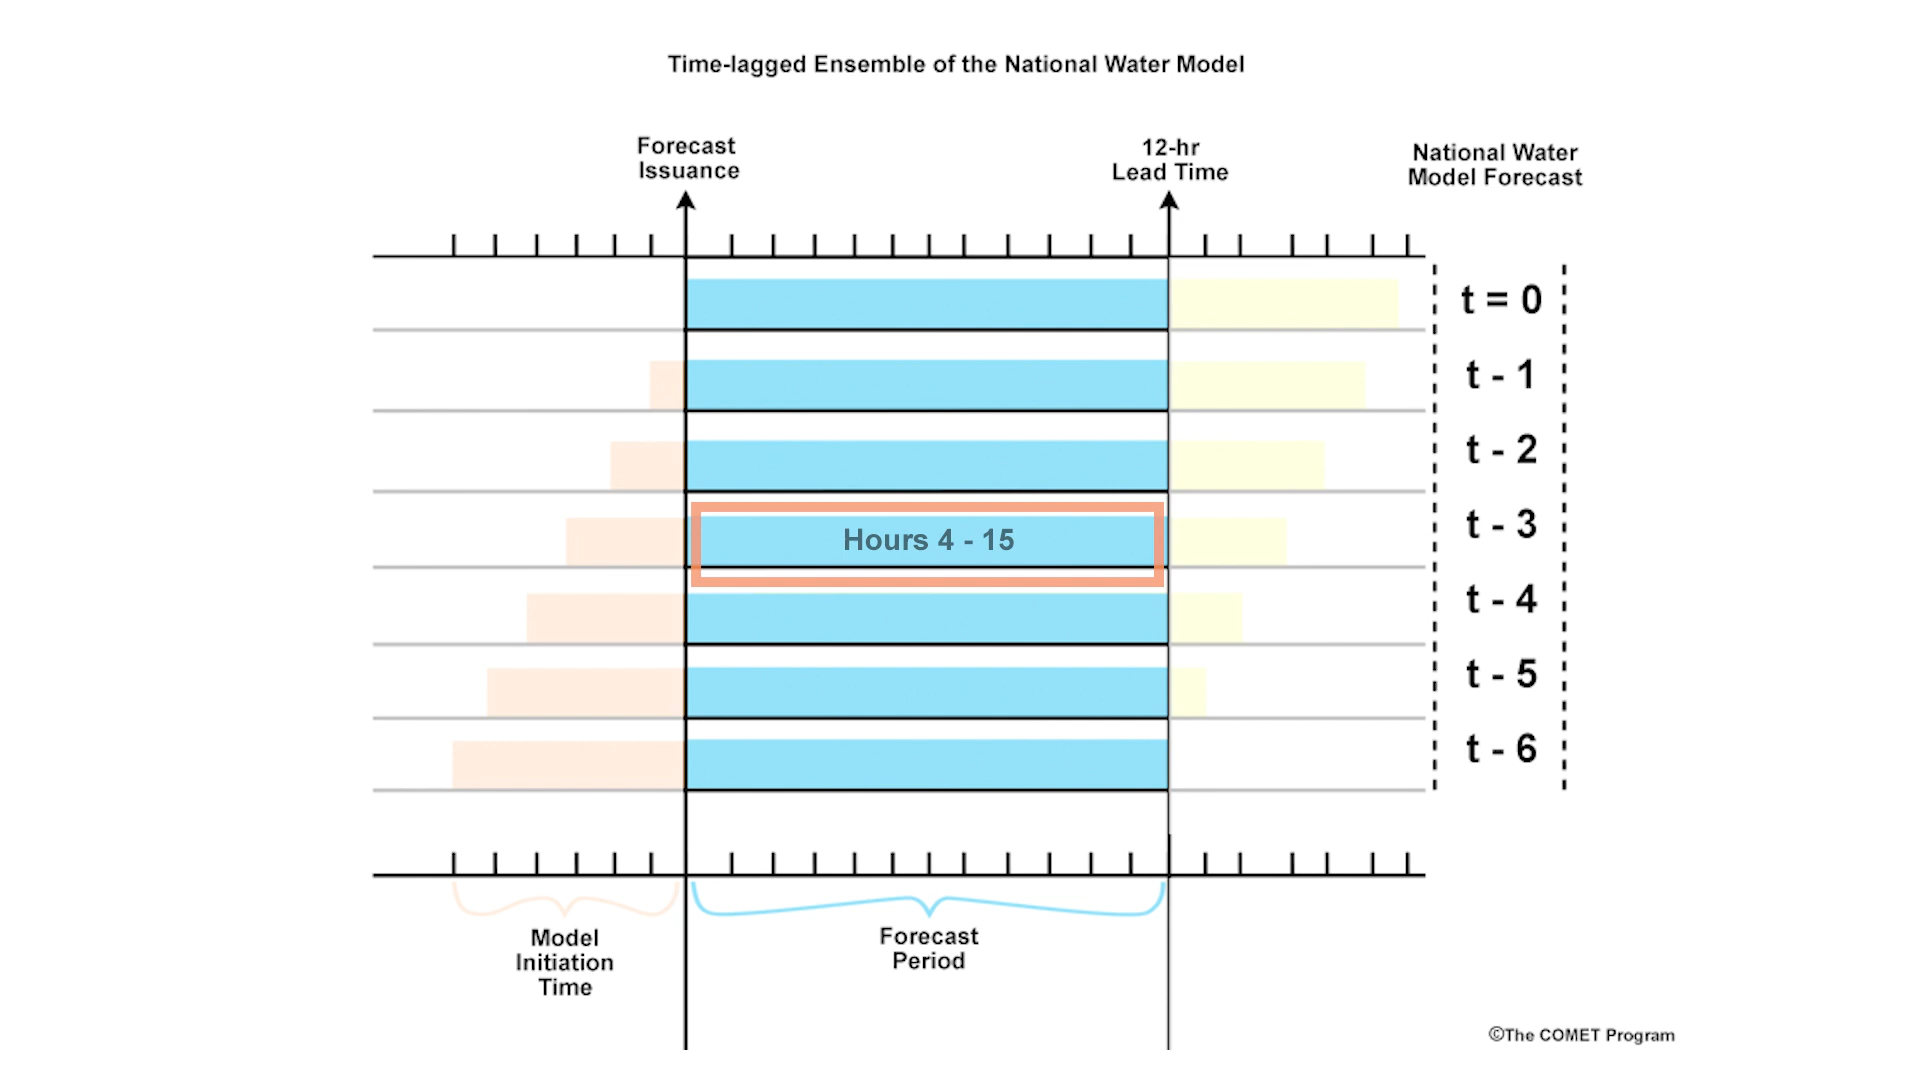 Time-lagged Ensemble of the National Water Model
Forecast
Issuance
12-hr
Lead Time
National Water
Model Forecast
t = 0
t - 1
t - 2
Hours 4 - 15
t - 3
t - 4
t - 5
t - 6
Model
Initiation
Time
Forecast
Period
©The COMET Program